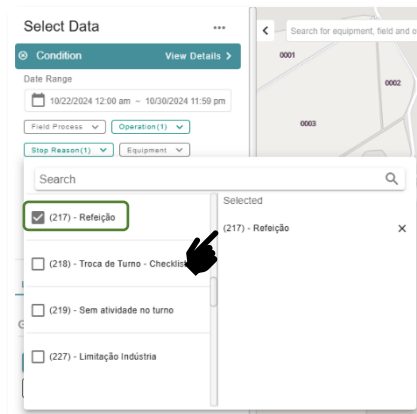 Select Data
...
Search for equipment, field and o
Condition
View Details >
Date Range
10/22/2024 12:00 am – 10/30/2024 11:59 pm
Field Process
Operation(1)
Stop Reason(1)
Equipment
0001
0002
0003
Search
Selected
(217) - Refeição
(217) - Refeição
(218) - Troca de Turno - Checklist
(219) - Sem atividade no turno
(227) - Limitação Indústria